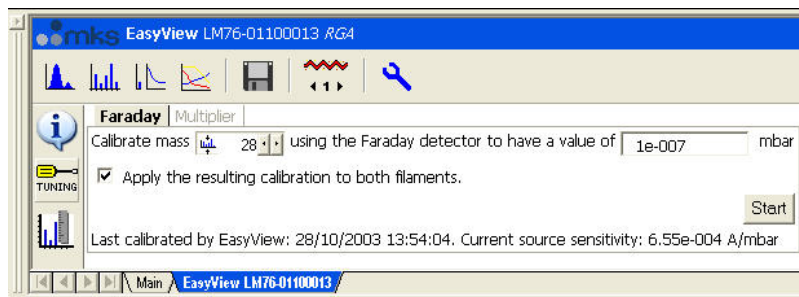 mks EasyView LM76-01100013 RGA
1
Faraday Multiplier
Calibrate mass 28 using the Faraday detector to have a value of 1e-007 mbar
TUNING
Apply the resulting calibration to both filaments.
Start
Last calibrated by EasyView: 28/10/2003 13:54:04. Current source sensitivity: 6.55e-004 A/mbar
Main EasyView LM76-01100013